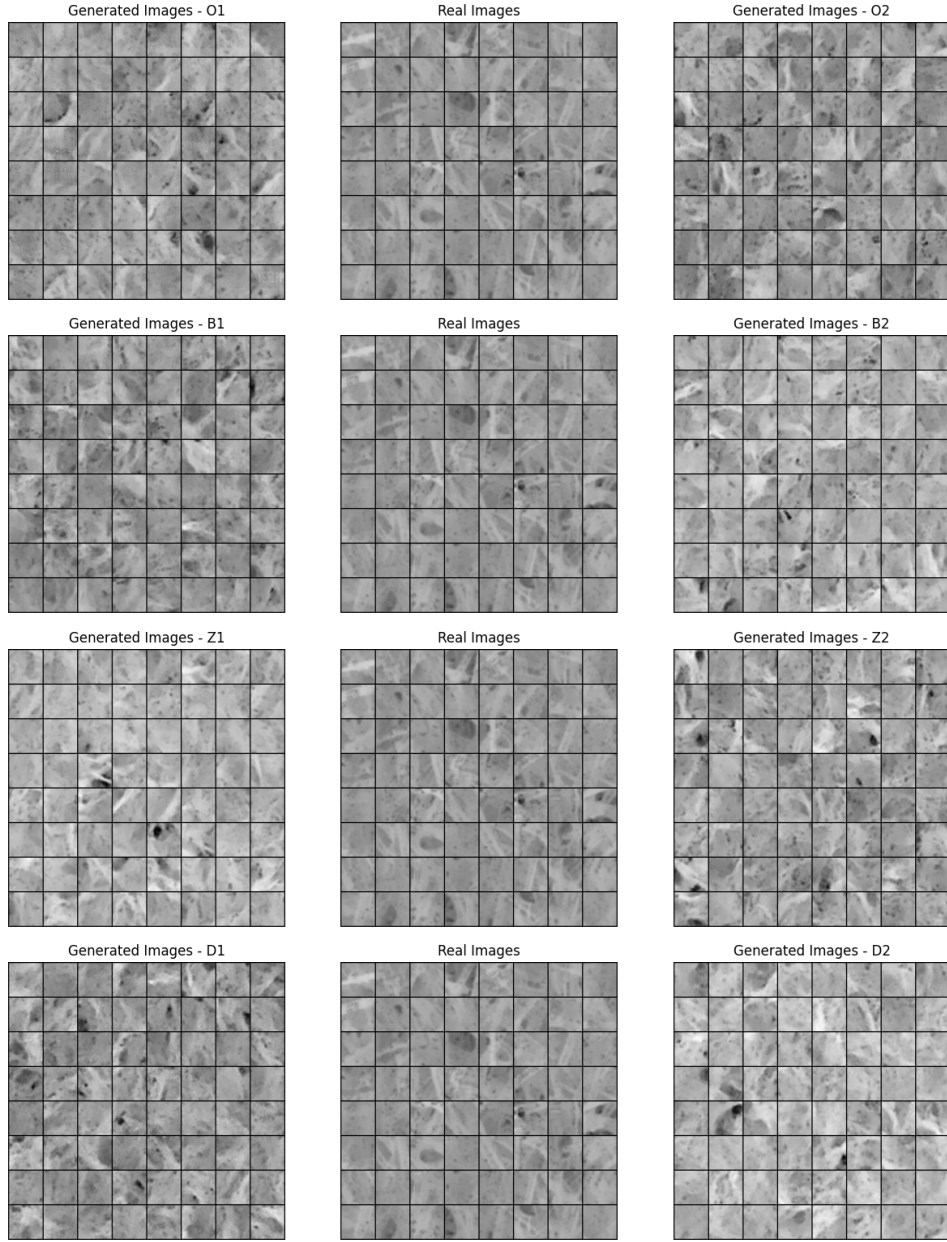 Generated Images - O1
Real Images
Generated Images - O2
Generated Images - B1
Real Images
Generated Images - B2
Generated Images - Z1
Real Images
Generated Images - Z2
Generated Images - D1
Real Images
Generated Images - D2